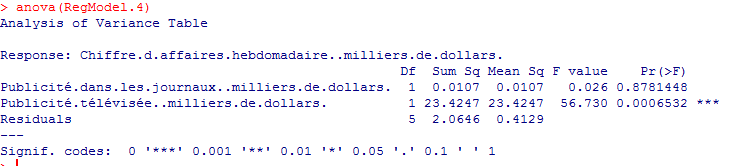 > anova(RegModel.4)
Analysis of Variance Table

Response: Chiffre.d.affaires.hebdomadaire..milliers.de.dollars.
                                              Df  Sum Sq Mean Sq F value    Pr(>F)
Publicité.dans.les.journaux..milliers.de.dollars.  1  0.0107  0.0107   0.026 0.8781448
Publicité.télévisée..milliers.de.dollars.          1 23.4247 23.4247  56.730 0.0006532 ***
Residuals                                          5  2.0646  0.4129
---
Signif. codes:  0 '***' 0.001 '**' 0.01 '*' 0.05 '.' 0.1 ' ' 1